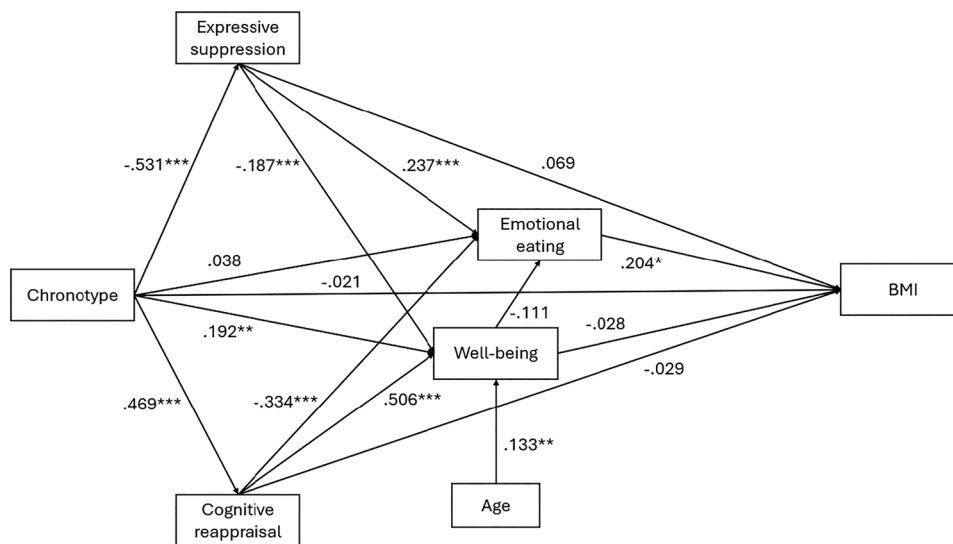 Expressive
suppression
-.531***
-.187***
.237***
.069
Emotional
eating
.038
-.021
.204*
Chronotype
BMI
.192**
-.111
-.028
Well-being
-.029
.469***
-.334***
.506***
.133**
Cognitive
reappraisal
Age